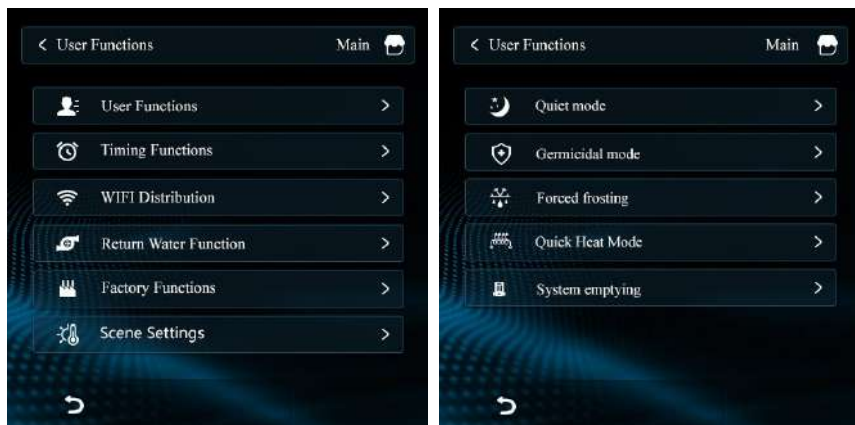 < User Functions Main
User Functions >
Timing Functions >
WIFI Distribution >
Return Water Function >
Factory Functions >
Scene Settings >
< User Functions Main
Quiet mode >
Germicidal mode >
Forced frosting >
Quick Heat Mode >
System emptying >